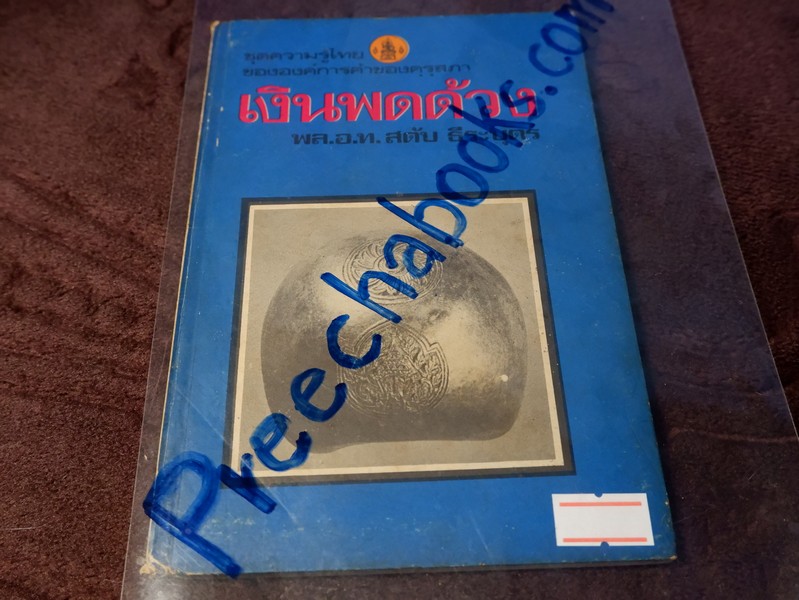 ชุดความรู้ไทย
ขององค์การค้าของคุรุสภา
เงินพดด้วง
พล.อ.ท. สดับ ธีระบุตร
Preechabooks.com